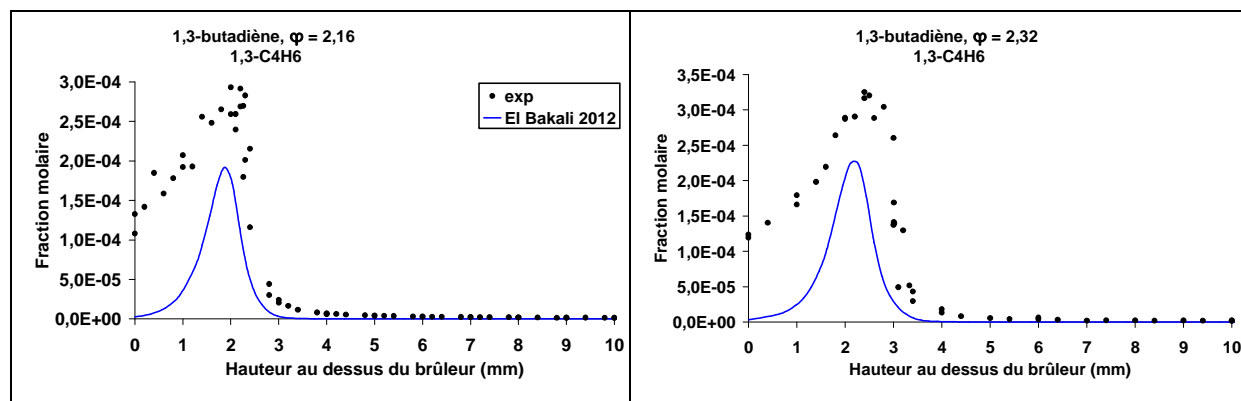 1,3-butadiène, φ = 2,16
1,3-C4H6
Fraction molaire
3,0E-04
2,5E-04
2,0E-04
1,5E-04
1,0E-04
5,0E-05
0,0E+00
0 1 2 3 4 5 6 7 8 9 10
Hauteur au dessus du brûleur (mm)
exp
El Bakali 2012
1,3-butadiène, φ = 2,32
1,3-C4H6
Fraction molaire
3,5E-04
3,0E-04
2,5E-04
2,0E-04
1,5E-04
1,0E-04
5,0E-05
0,0E+00
0 1 2 3 4 5 6 7 8 9 10
Hauteur au dessus du brûleur (mm)